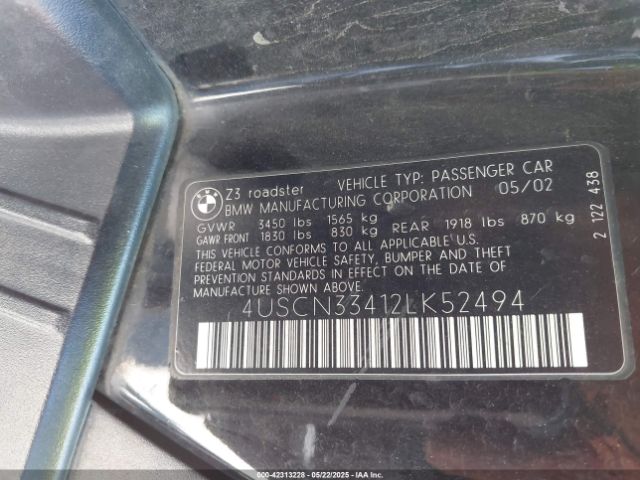 BMW
Z3 roadster VEHICLE TYP: PASSENGER CAR
BMW MANUFACTURING CORPORATION 05/02
GVWR 3450 lbs 1565 kg
GAWR FRONT 1830 lbs 830 kg REAR 1918 lbs 870 kg
THIS VEHICLE CONFORMS TO ALL APPLICABLE U.S.
FEDERAL MOTOR VEHICLE SAFETY, BUMPER AND THEFT
PREVENTION STANDARDS IN EFFECT ON THE DATE OF
MANUFACTURE SHOWN ABOVE.
4USCN33412LK52494
2 122 438
000-42313228 - 05/22/2025 - IAA Inc.